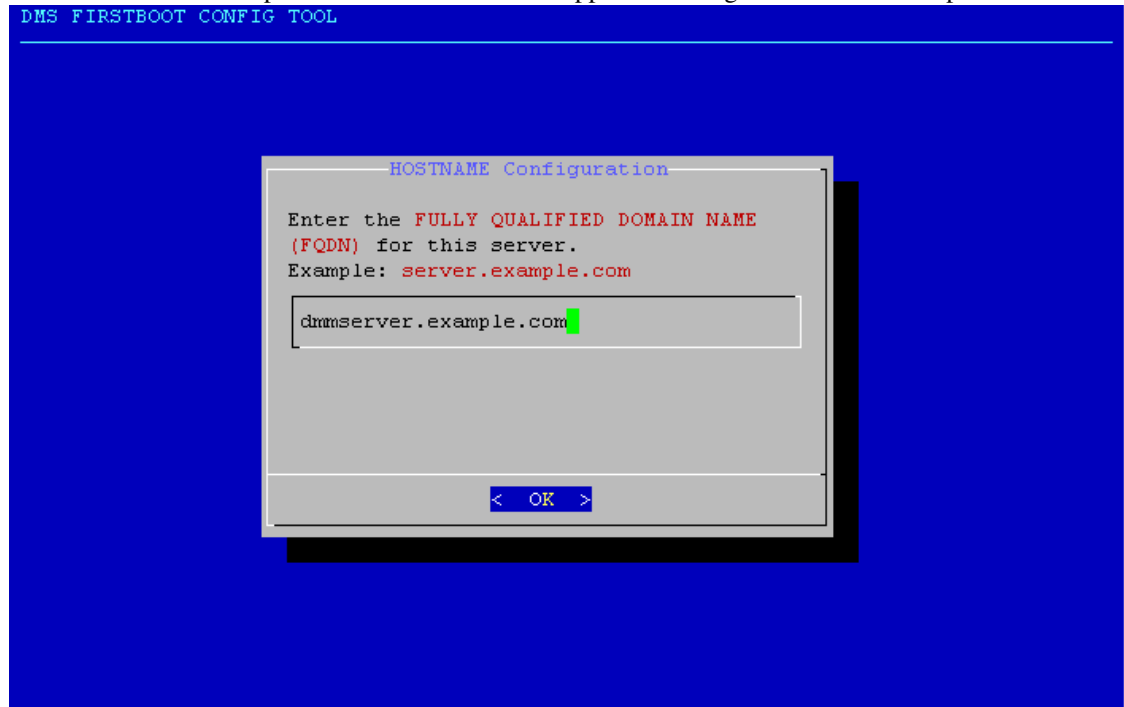 DMS FIRSTBOOT CONFIG TOOL
HOSTNAME Configuration
Enter the FULLY QUALIFIED DOMAIN NAME
(FQDN) for this server.
Example: server.example.com
dmmserver.example.com
< OK >